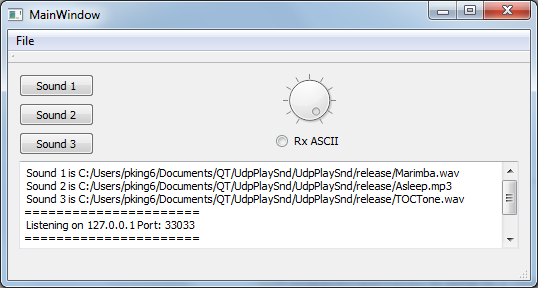 MainWindow
File
Sound 1
Sound 2
Sound 3
Rx ASCII
Sound 1 is C:/Users/pking6/Documents/QT/UdpPlaySnd/UdpPlaySnd/release/Marimba.wav
Sound 2 is C:/Users/pking6/Documents/QT/UdpPlaySnd/UdpPlaySnd/release/Asleep.mp3
Sound 3 is C:/Users/pking6/Documents/QT/UdpPlaySnd/UdpPlaySnd/release/TOCTone.wav
========================
Listening on 127.0.0.1 Port: 33033
========================